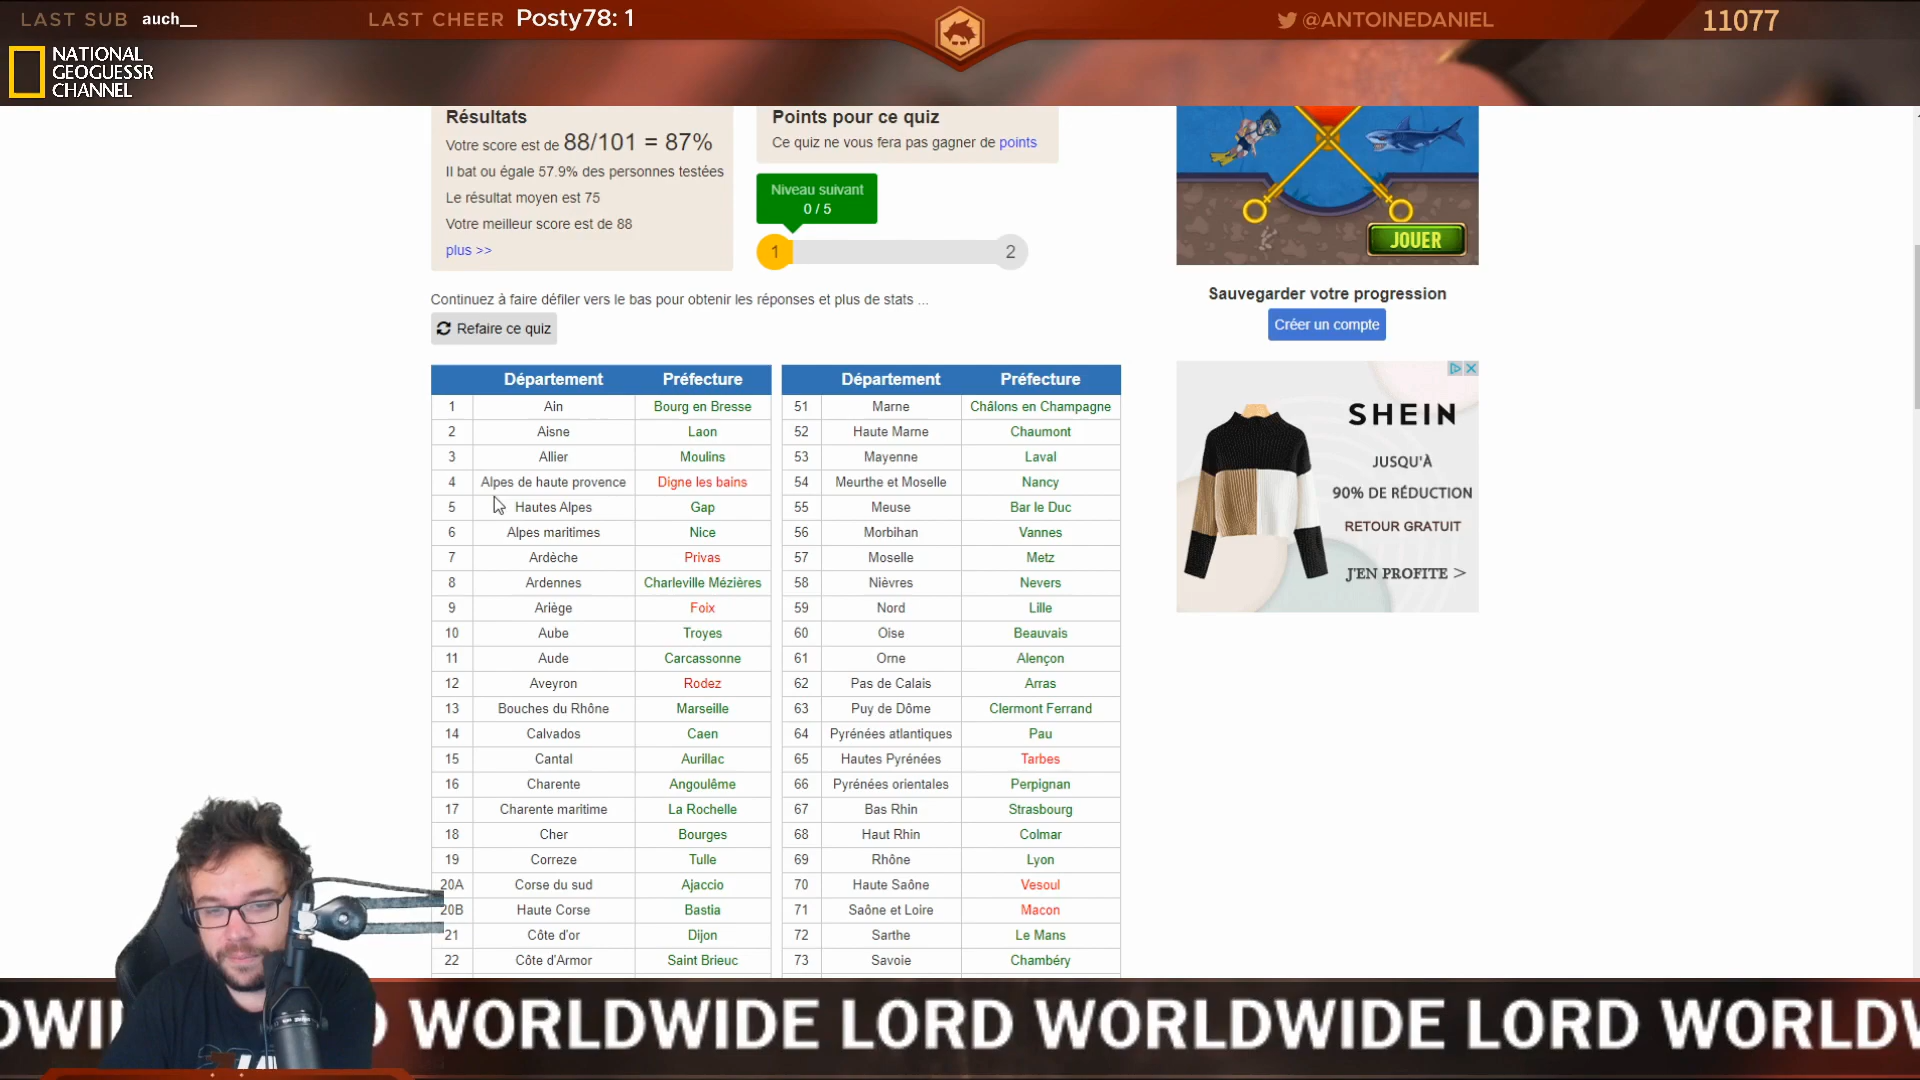 LAST SUB auch__ LAST CHEER Posty78: 1 @ANTOINEDANIEL 11077
NATIONAL
GEOGUESSR
CHANNEL
Résultats
Votre score est de 88/101 = 87%
Il bat ou égale 57.9% des personnes testées
Le résultat moyen est 75
Votre meilleur score est de 88
plus >>
Points pour ce quiz
Ce quiz ne vous fera pas gagner de points
Niveau suivant
0 / 5
1 2
JOUER
Continuez à faire défiler vers le bas pour obtenir les réponses et plus de stats ...
Refaire ce quiz
Sauvegarder votre progression
Créer un compte
Département Préfecture
1 Ain Bourg en Bresse
2 Aisne Laon
3 Allier Moulins
4 Alpes de haute provence Digne les bains
5 Hautes Alpes Gap
6 Alpes maritimes Nice
7 Ardèche Privas
8 Ardennes Charleville Mézières
9 Ariège Foix
10 Aube Troyes
11 Aude Carcassonne
12 Aveyron Rodez
13 Bouches du Rhône Marseille
14 Calvados Caen
15 Cantal Aurillac
16 Charente Angoulême
17 Charente maritime La Rochelle
18 Cher Bourges
19 Correze Tulle
20A Corse du sud Ajaccio
20B Haute Corse Bastia
21 Côte d'or Dijon
22 Côte d'Armor Saint Brieuc
Département Préfecture
51 Marne Châlons en Champagne
52 Haute Marne Chaumont
53 Mayenne Laval
54 Meurthe et Moselle Nancy
55 Meuse Bar le Duc
56 Morbihan Vannes
57 Moselle Metz
58 Nièvres Nevers
59 Nord Lille
60 Oise Beauvais
61 Orne Alençon
62 Pas de Calais Arras
63 Puy de Dôme Clermont Ferrand
64 Pyrénées atlantiques Pau
65 Hautes Pyrénées Tarbes
66 Pyrénées orientales Perpignan
67 Bas Rhin Strasbourg
68 Haut Rhin Colmar
69 Rhône Lyon
70 Haute Saône Vesoul
71 Saône et Loire Macon
72 Sarthe Le Mans
73 Savoie Chambéry
SHEIN
JUSQU'À
90% DE RÉDUCTION
RETOUR GRATUIT
J'EN PROFITE >
WORLDWIDE LORD WORLDWIDE LORD WORLDW